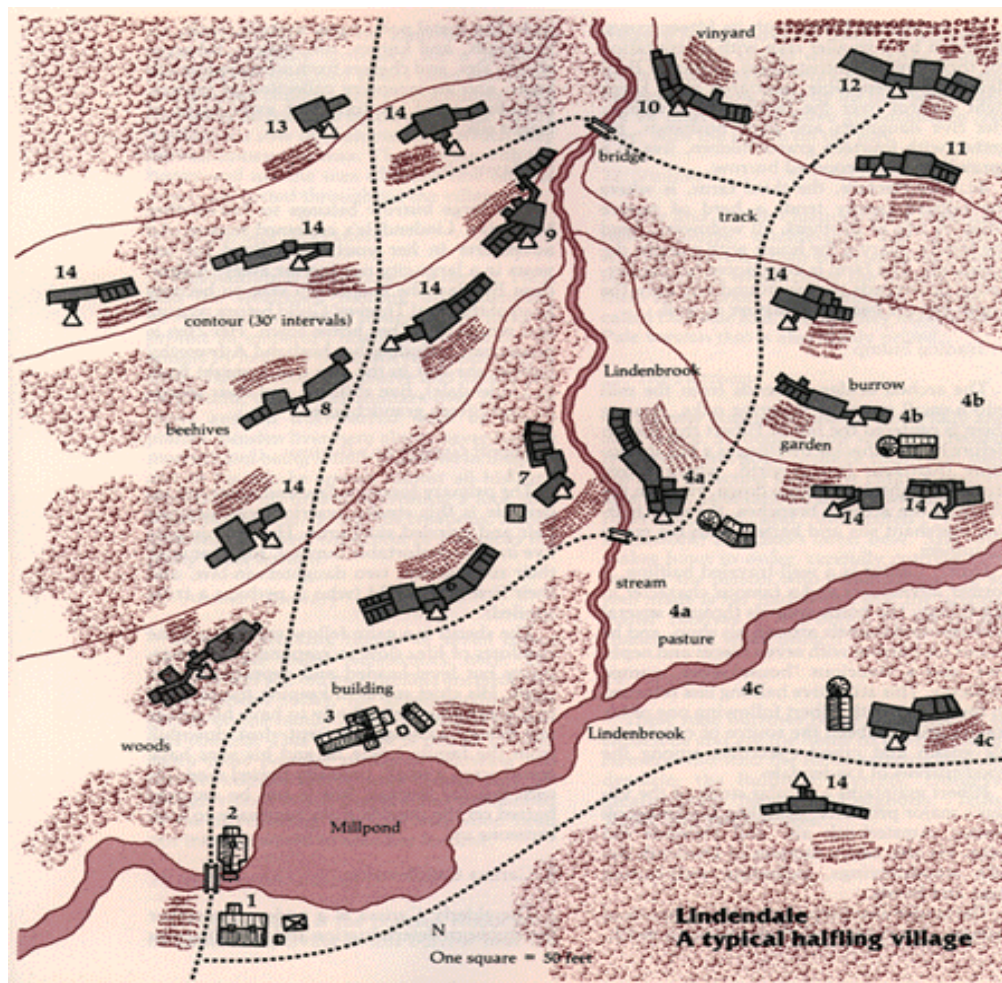 vinyard
12
10
14
13
11
bridge
track
9
14
14
14
14
contour (30' intervals)
Lindenbrook
8
burrow
4b
4b
beehives
garden
14
7
4a
14
14
stream
4a
pasture
building
4c
3
Lindenbrook
4c
woods
14
2
Millpond
1
N
One square = 50 feet
Lindendale
A typical halfling village